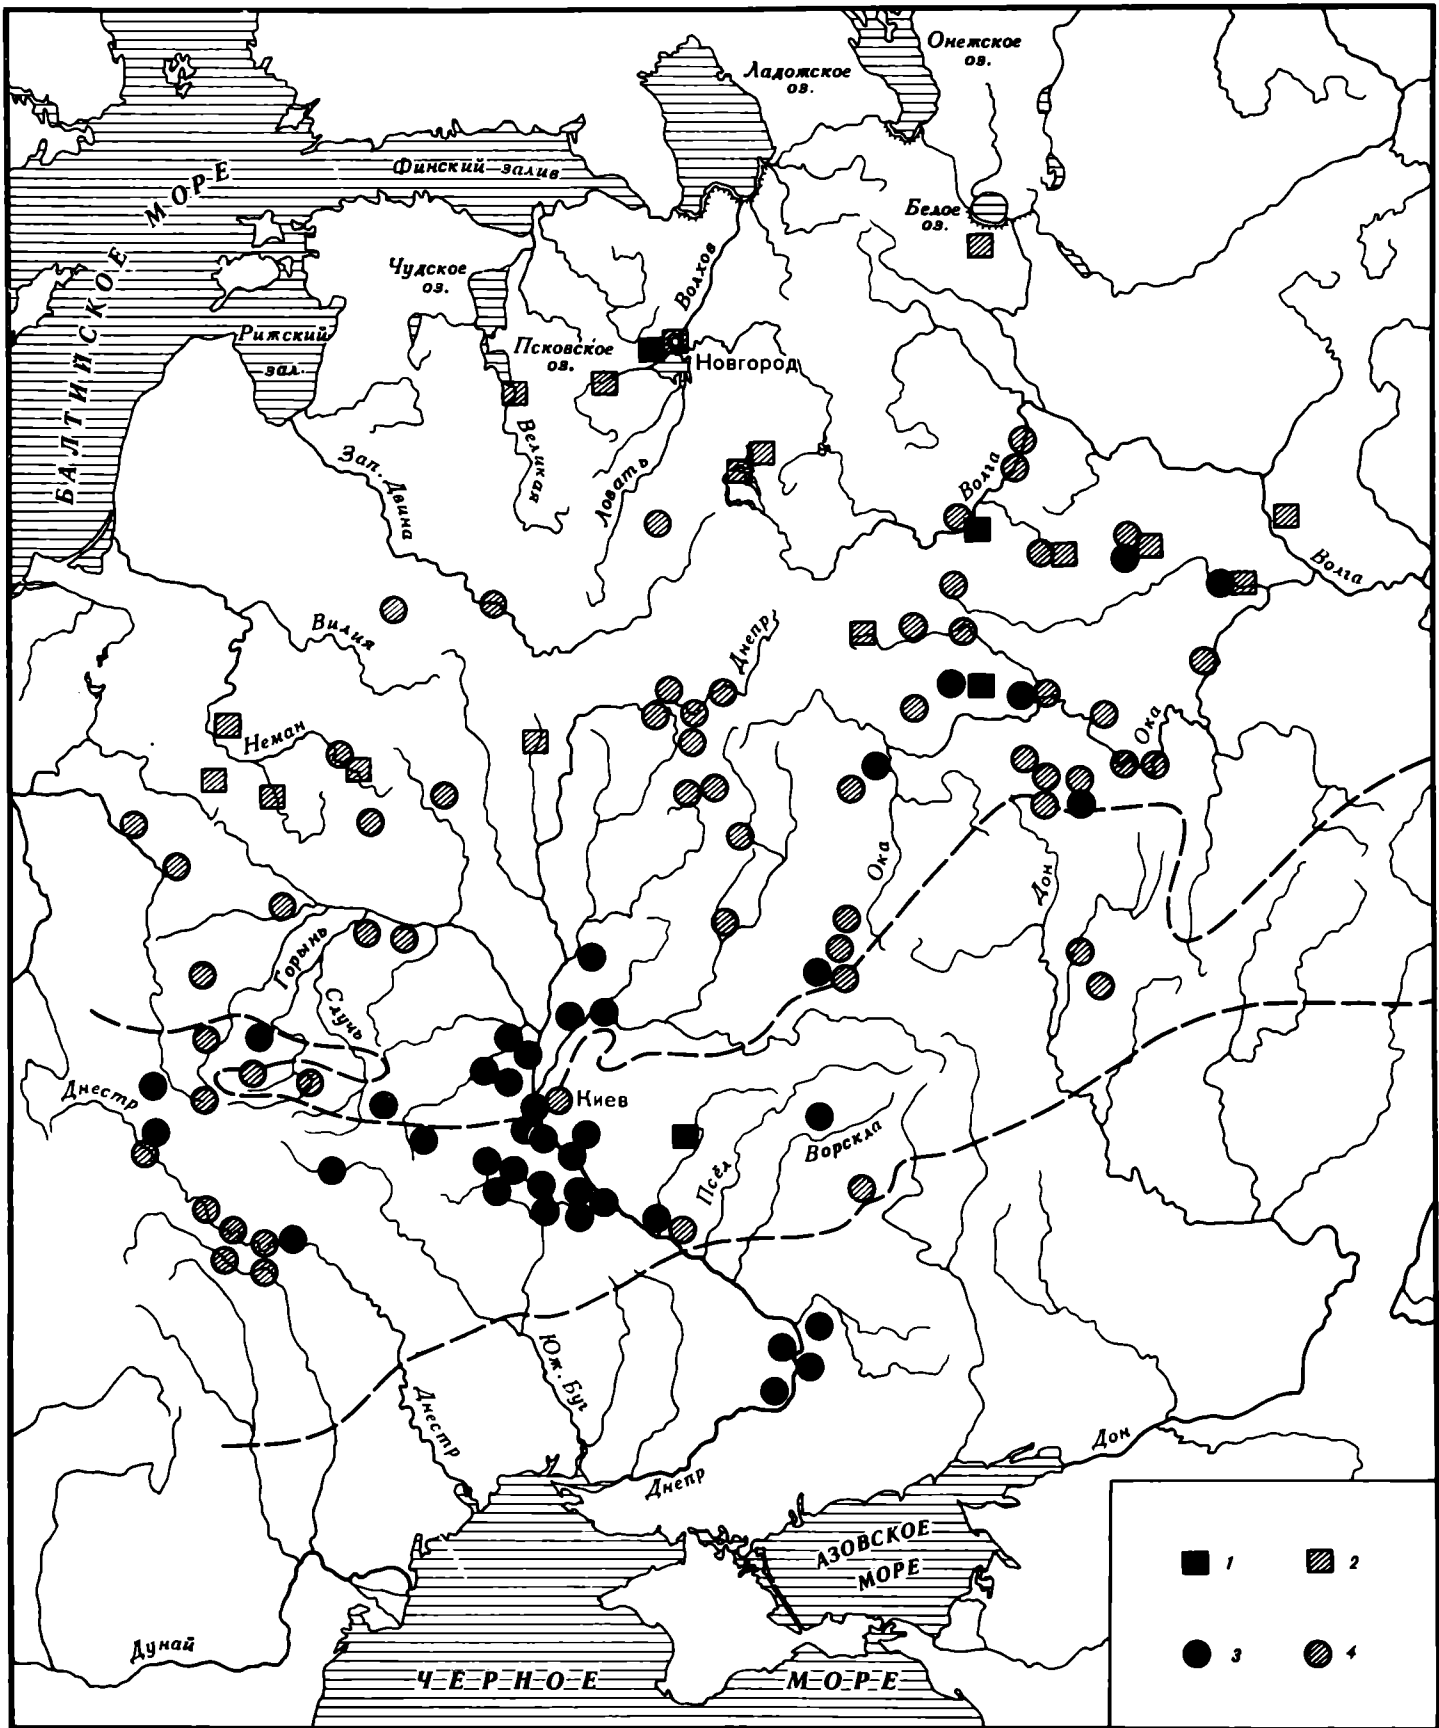 Онежское
оз.
Ладожское
оз.
Финский залив
БАЛТИЙСКОЕ МОРЕ
Белое
оз.
Чудское
оз.
Волхов
Рижский
зал.
Псковское
оз.
Новгород
Великая
Зап. Двина
Ловать
Волга
Волга
Вилия
Днепр
Неман
Ока
Ока
Дон
Горынь
Случь
Днестр
Киев
Ворскла
Псёл
Юж. Буг
Днестр
Днепр
Дон
АЗОВСКОЕ
МОРЕ
Дунай
ЧЕРНОЕ МОРЕ
1
2
3
4